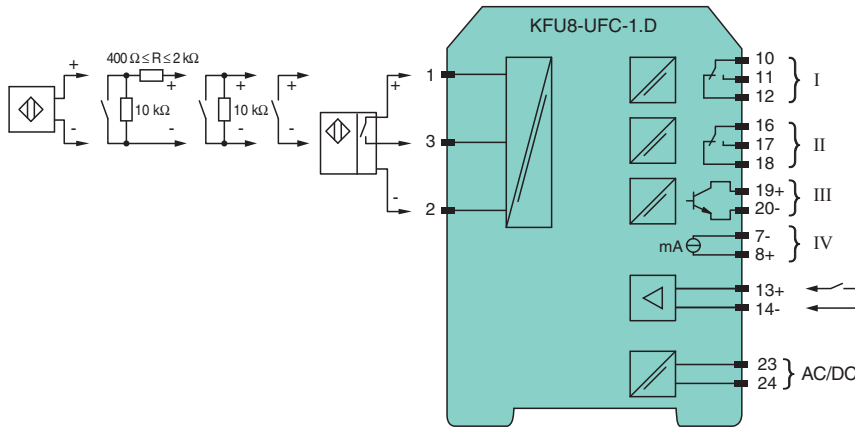 KFU8-UFC-1.D
400 Ω ≤ R ≤ 2 kΩ
+ + + + +
10 kΩ 10 kΩ
- - - - -
1
3
2
10
11
12
I
16
17
18
II
19+
20-
III
mA
7-
8+
IV
13+
14-
23
24
AC/DC